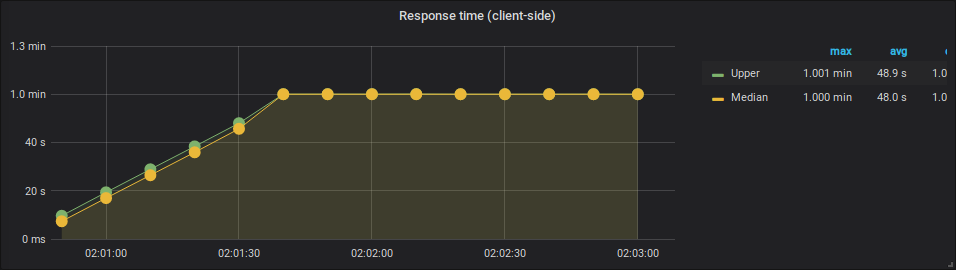 Response time (client-side)
1.3 min
1.0 min
40 s
20 s
0 ms
02:01:00 02:01:30 02:02:00 02:02:30 02:03:00
max avg
Upper 1.001 min 48.9 s 1.0
Median 1.000 min 48.0 s 1.0